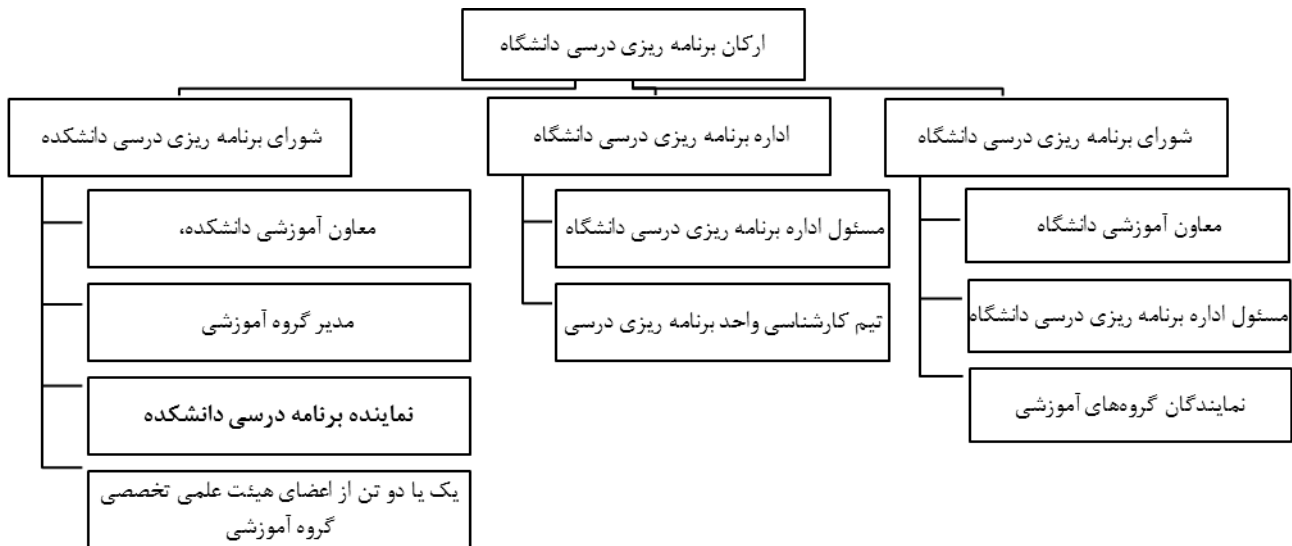 ارکان برنامه ریزی درسی دانشگاه
شورای برنامه ریزی درسی دانشگاه
معاون آموزشی دانشگاه
مسئول اداره برنامه ریزی درسی دانشگاه
نمایندگان گروه‌های آموزشی
اداره برنامه ریزی درسی دانشگاه
مسئول اداره برنامه ریزی درسی دانشگاه
تیم کارشناسی واحد برنامه ریزی درسی
شورای برنامه ریزی درسی دانشکده
معاون آموزشی دانشکده،
مدیر گروه آموزشی
نماینده برنامه درسی دانشکده
یک یا دو تن از اعضای هیئت علمی تخصصی
گروه آموزشی